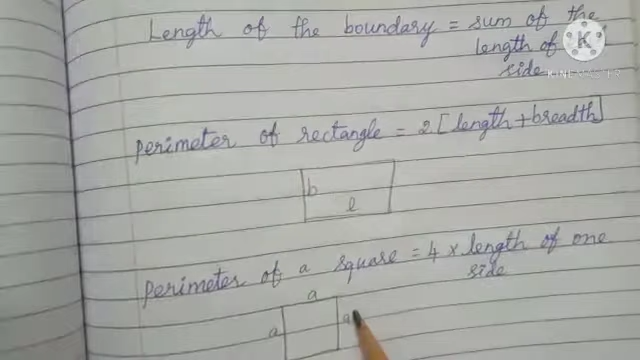 Length of the boundary = sum of the
length of
side
K
KINEMASTER
perimeter of rectangle = 2 [length + breadth]
b
l
perimeter of a square = 4 x length of one
side
a
a
a